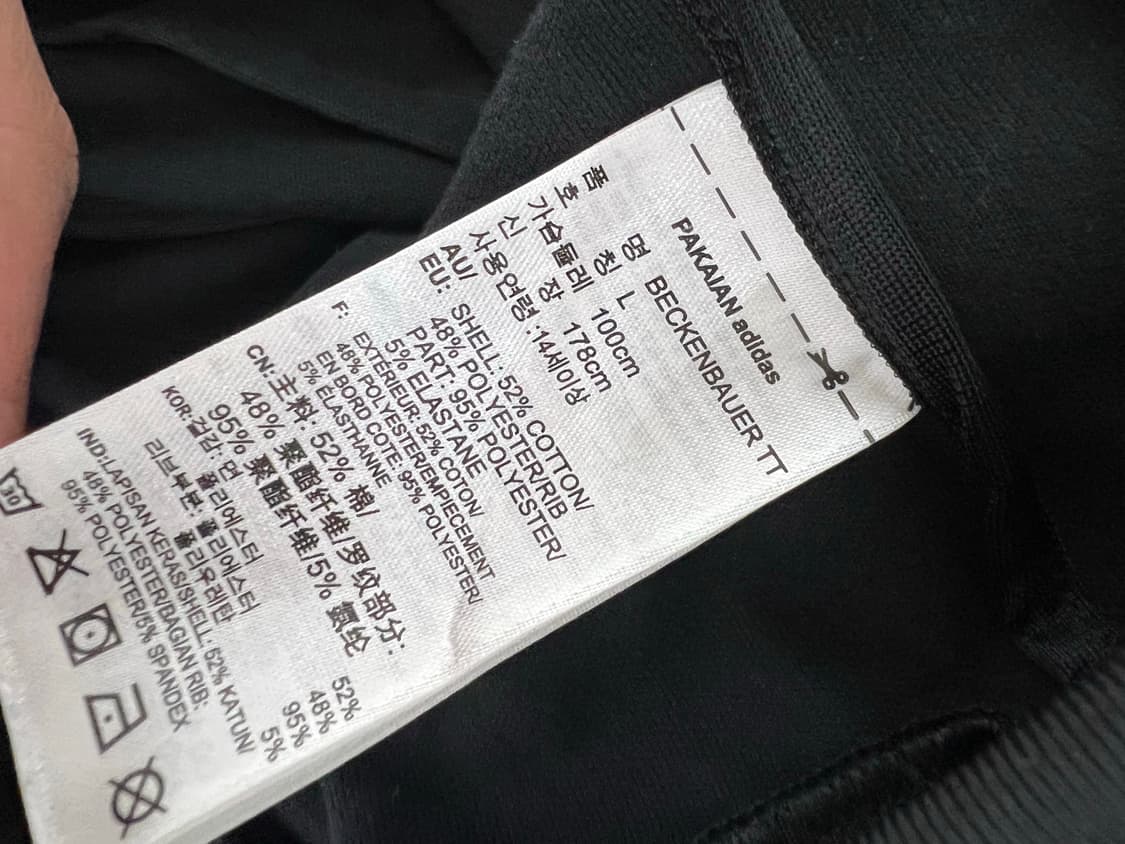 PAKAIAN adidas
품 명 BECKENBAUER TT
호 칭 L
가슴둘레 100cm
신 장 178cm
사용연령 :14세이상
AU/
EU: SHELL: 52% COTTON/
48% POLYESTER/RIB
PART: 95% POLYESTER/
5% ELASTANE
F: EXTERIEUR: 52% COTON/
48% POLYESTER/EMPIECEMENT
EN BORD COTE: 95% POLYESTER/
5% ELASTHANNE
CN: 主料: 52% 棉/
48% 聚酯纤维/罗纹部分:
95% 聚酯纤维/5% 氨纶
KOR:겉감: 면 52%
폴리에스터 48%
리브부분: 폴리에스터 95%
폴리우레탄 5%
IND:LAPISAN KERAS/SHELL: 52% KATUN/
48% POLYESTER/BAGIAN RIB:
95% POLYESTER/5% SPANDEX
30